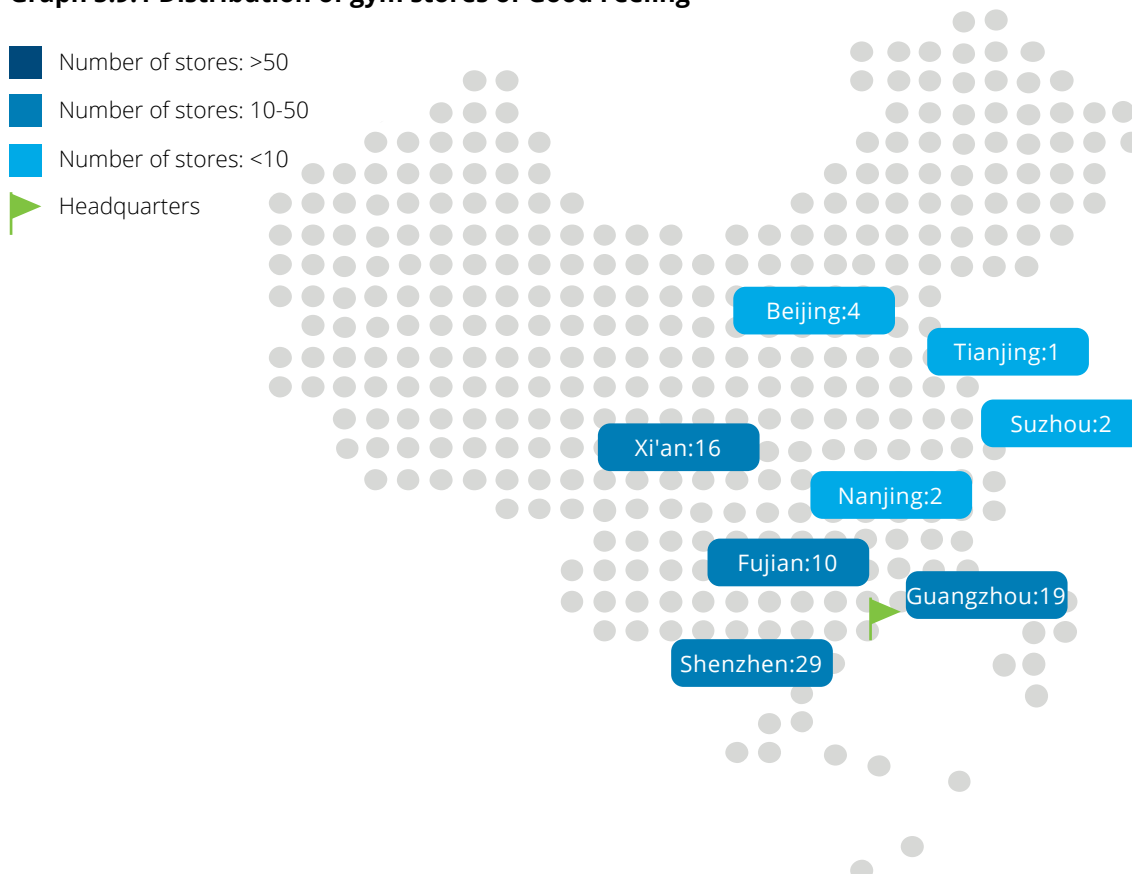 Number of stores: >50
Number of stores: 10-50
Number of stores: <10
Headquarters
Beijing:4
Tianjing:1
Suzhou:2
Xi'an:16
Nanjing:2
Fujian:10
Guangzhou:19
Shenzhen:29